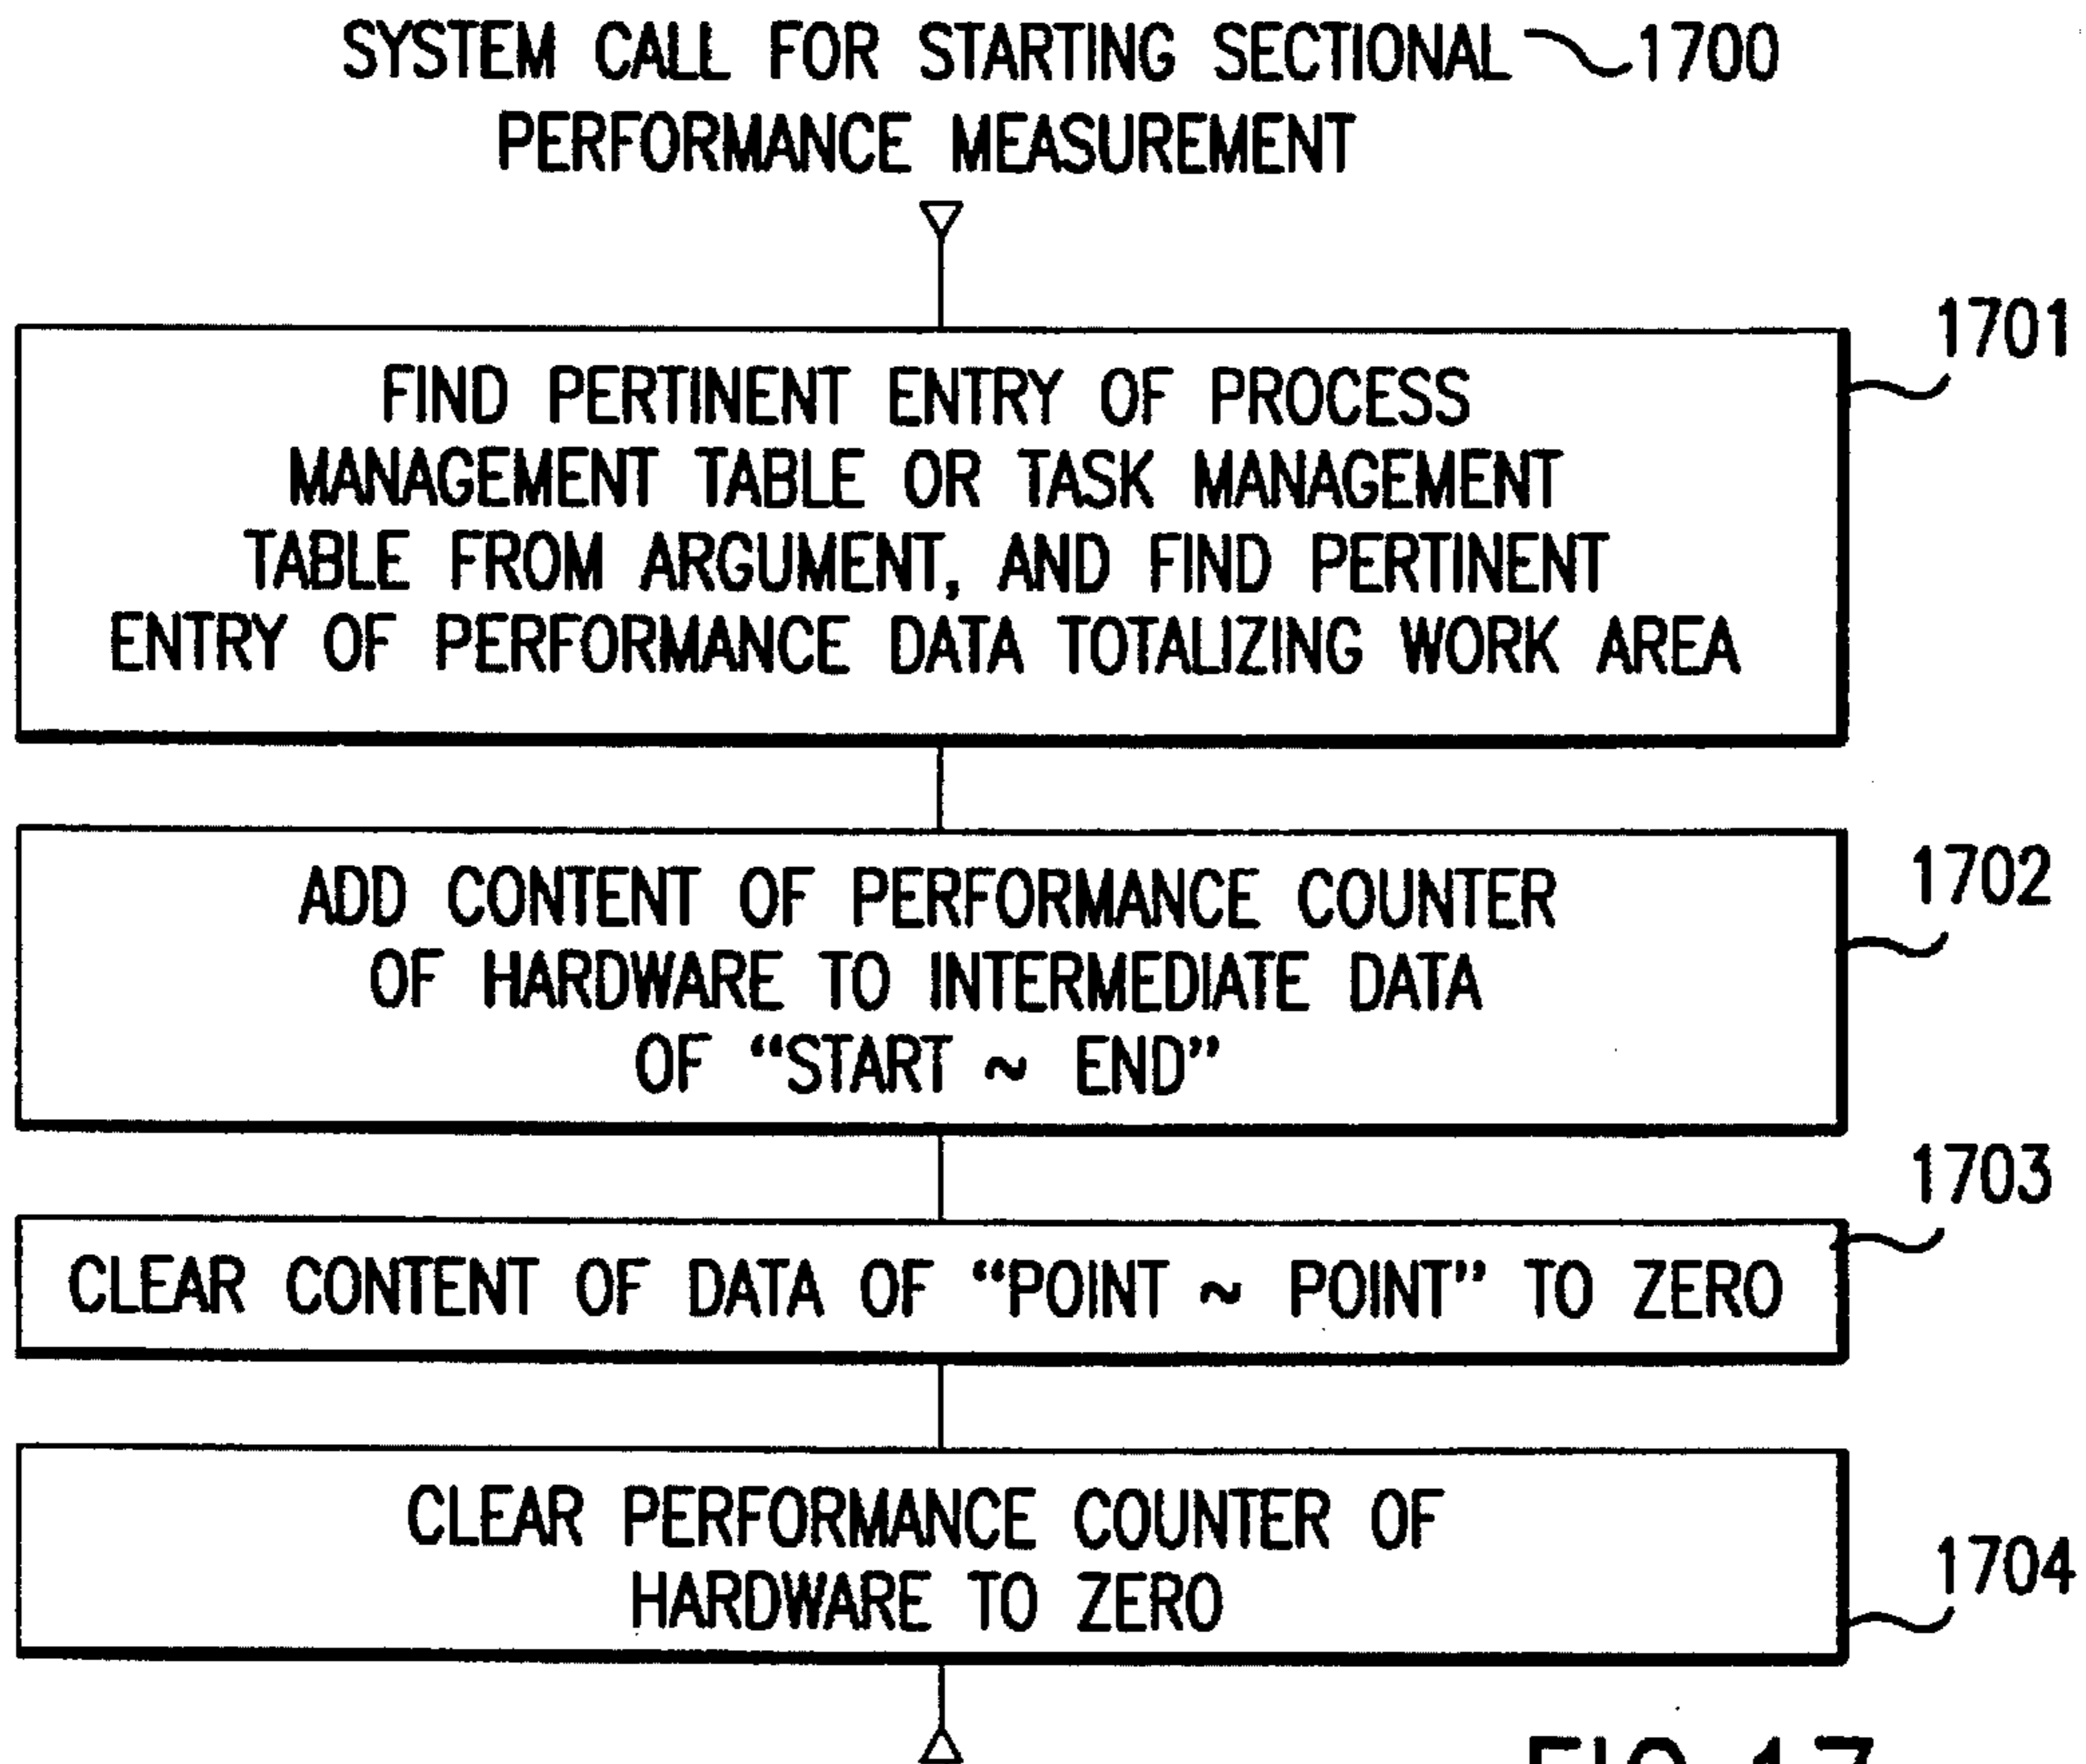 SYSTEM CALL FOR STARTING SECTIONAL 1700
PERFORMANCE MEASUREMENT
1701
FIND PERTINENT ENTRY OF PROCESS
MANAGEMENT TABLE OR TASK MANAGEMENT
TABLE FROM ARGUMENT, AND FIND PERTINENT
ENTRY OF PERFORMANCE DATA TOTALIZING WORK AREA
1702
ADD CONTENT OF PERFORMANCE COUNTER
OF HARDWARE TO INTERMEDIATE DATA
OF “START ~ END”
1703
CLEAR CONTENT OF DATA OF “POINT ~ POINT” TO ZERO
CLEAR PERFORMANCE COUNTER OF
HARDWARE TO ZERO
1704